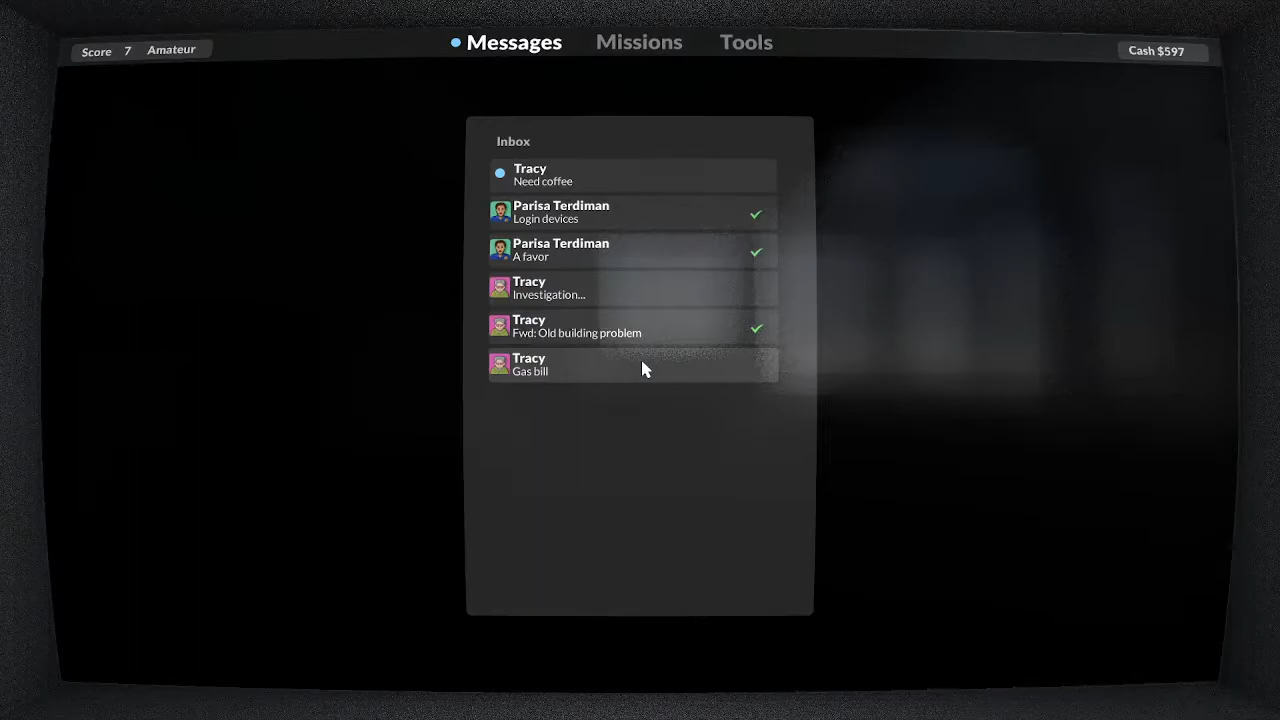 Score 7 Amateur
Messages Missions Tools
Cash $597
Inbox
Tracy
Need coffee
Parisa Terdiman
Login devices
Parisa Terdiman
A favor
Tracy
Investigation...
Tracy
Fwd: Old building problem
Tracy
Gas bill